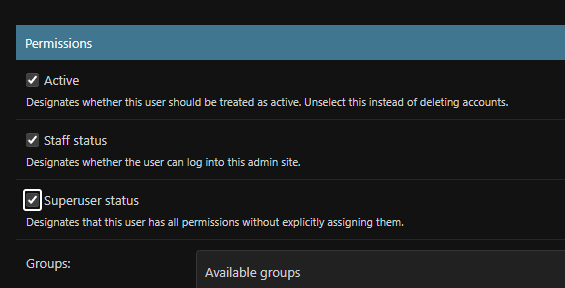 Permissions
Active
Designates whether this user should be treated as active. Unselect this instead of deleting accounts.
Staff status
Designates whether the user can log into this admin site.
Superuser status
Designates that this user has all permissions without explicitly assigning them.
Groups:
Available groups